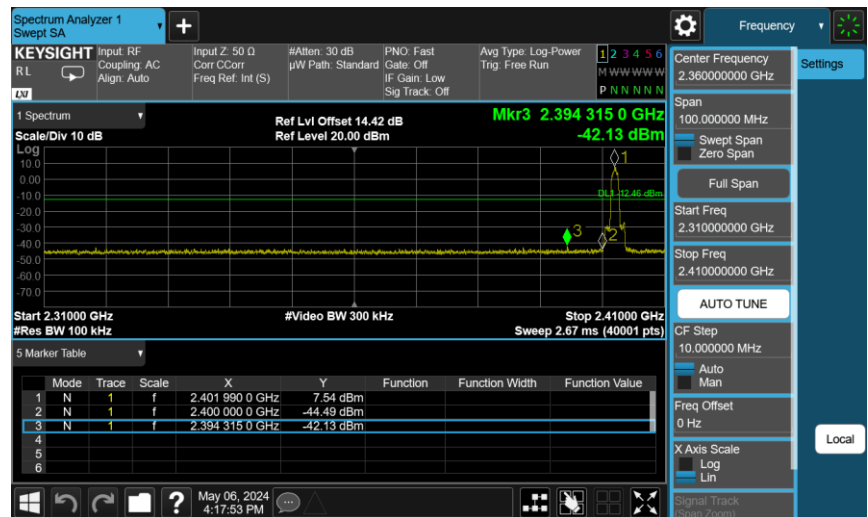 Spectrum Analyzer 1
Swept SA
+
Frequency
KEYSIGHT
RL
LXI
Input: RF
Coupling: AC
Align: Auto
Input Z: 50 Ω
Corr CCorr
Freq Ref: Int (S)
#Atten: 30 dB
µW Path: Standard
PNO: Fast
Gate: Off
IF Gain: Low
Sig Track: Off
Avg Type: Log-Power
Trig: Free Run
1 2 3 4 5 6
M W W W W W
P N N N N N
1 Spectrum
Scale/Div 10 dB
Ref Lvl Offset 14.42 dB
Ref Level 20.00 dBm
Mkr3 2.394 315 0 GHz
-42.13 dBm
Log
10.0
0.00
-10.0
-20.0
-30.0
-40.0
-50.0
-60.0
-70.0
1
DL1 -12.46 dBm
3
2
Start 2.31000 GHz
#Res BW 100 kHz
#Video BW 300 kHz
Stop 2.41000 GHz
Sweep 2.67 ms (40001 pts)
5 Marker Table
Mode Trace Scale X Y Function Function Width Function Value
1 N 1 f 2.401 990 0 GHz 7.54 dBm
2 N 1 f 2.400 000 0 GHz -44.49 dBm
3 N 1 f 2.394 315 0 GHz -42.13 dBm
4
5
6
?
May 06, 2024
4:17:53 PM
Center Frequency
2.360000000 GHz
Span
100.000000 MHz
Swept Span
Zero Span
Full Span
Start Freq
2.310000000 GHz
Stop Freq
2.410000000 GHz
AUTO TUNE
CF Step
10.000000 MHz
Auto
Man
Freq Offset
0 Hz
X Axis Scale
Log
Lin
Signal Track
(Span Zoom)
Settings
Local